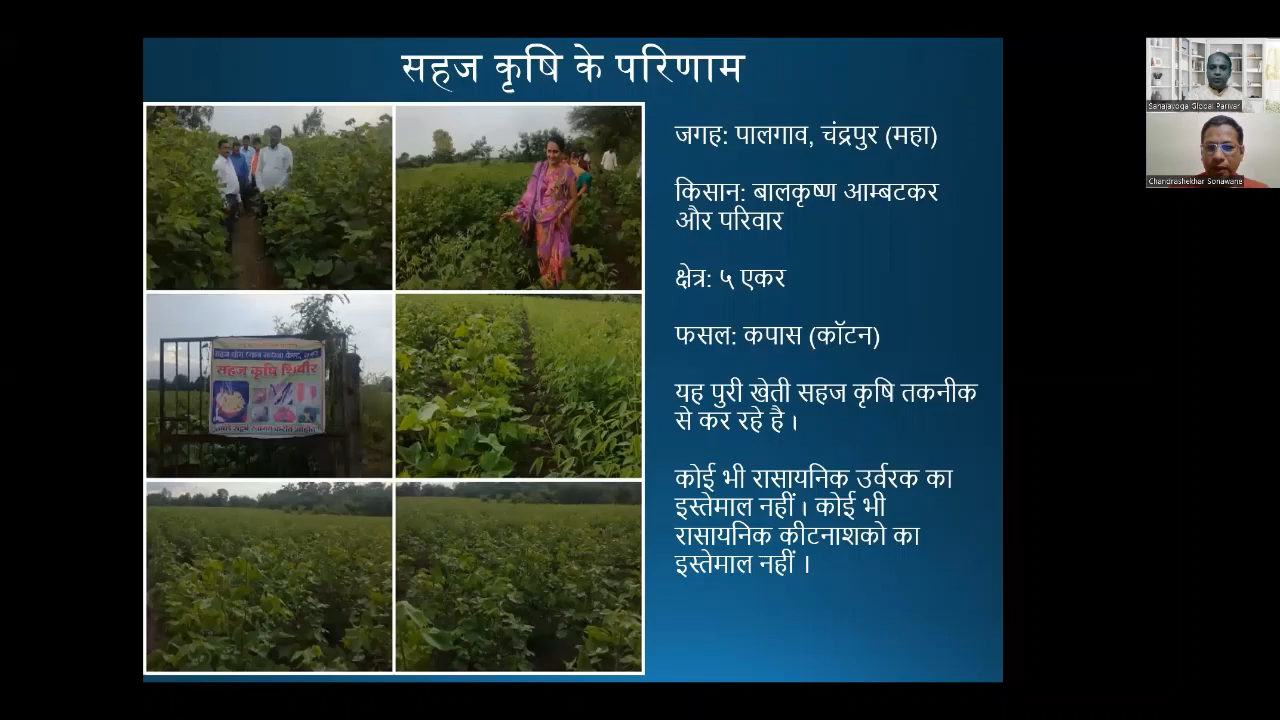 सहज कृषि के परिणाम
जगह: पालगाव, चंद्रपुर (महा)
किसान: बालकृष्ण आम्बटकर
और परिवार
क्षेत्र: ५ एकर
फसल: कपास (कॉटन)
यह पुरी खेती सहज कृषि तकनीक
से कर रहे है ।
कोई भी रासायनिक उर्वरक का
इस्तेमाल नहीं । कोई भी
रासायनिक कीटनाशको का
इस्तेमाल नहीं ।
सहज कृषि शिबीर
Sahajayoga Global Parivar
Chandrashekhar Sonawane